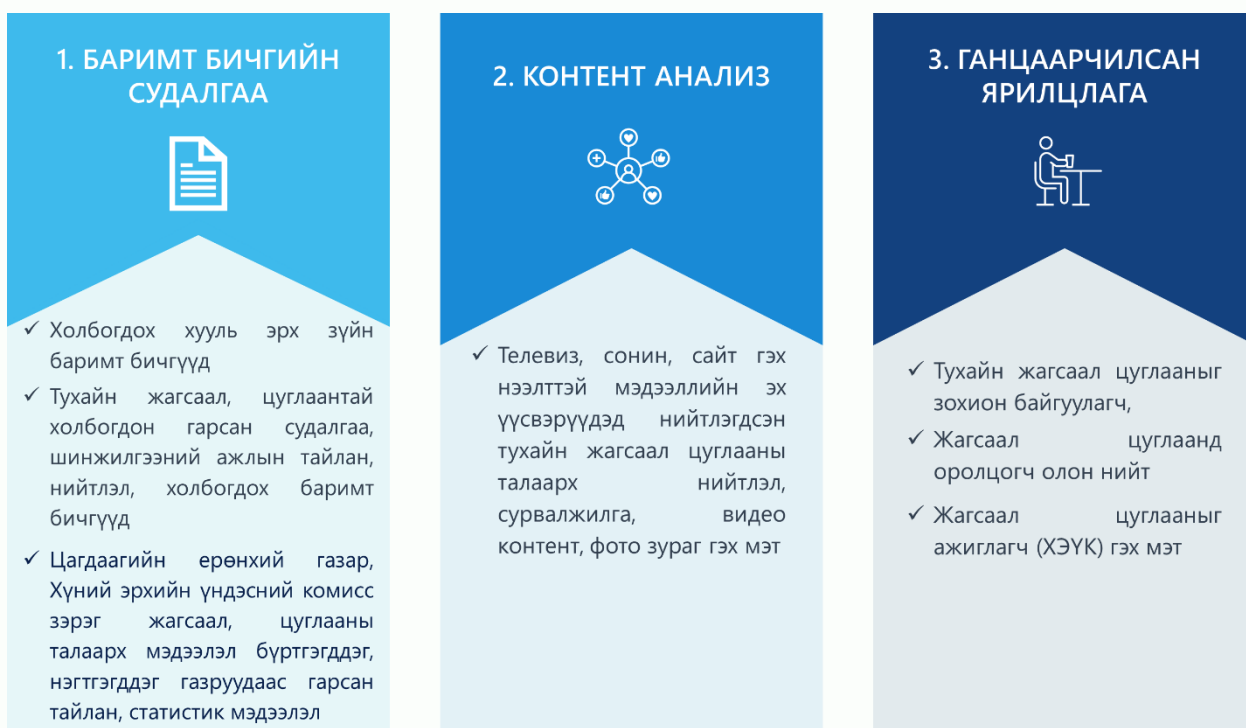 1. БАРИМТ БИЧГИЙН
СУДАЛГАА
✓ Холбогдох хууль эрх зүйн
баримт бичгүүд
✓ Тухайн жагсаал, цуглаантай
холбогдон гарсан судалгаа,
шинжилгээний ажлын тайлан,
нийтлэл, холбогдох баримт
бичгүүд
✓ Цагдаагийн ерөнхий газар,
Хүний эрхийн үндэсний комисс
зэрэг жагсаал, цуглааны
талаарх мэдээлэл бүртгэгддэг,
нэгтгэгддэг газруудаас гарсан
тайлан, статистик мэдээлэл
2. КОНТЕНТ АНАЛИЗ
✓ Телевиз, сонин, сайт гэх
нээлттэй мэдээллийн эх
үүсвэрүүдэд нийтлэгдсэн
тухайн жагсаал цуглааны
талаарх нийтлэл,
сурвалжилга, видео
контент, фото зураг гэх мэт
3. ГАНЦААРЧИЛСАН
ЯРИЛЦЛАГА
✓ Тухайн жагсаал цуглааныг
зохион байгуулагч,
✓ Жагсаал цуглаанд
оролцогч олон нийт
✓ Жагсаал цуглааныг
ажиглагч (ХЭҮК) гэх мэт